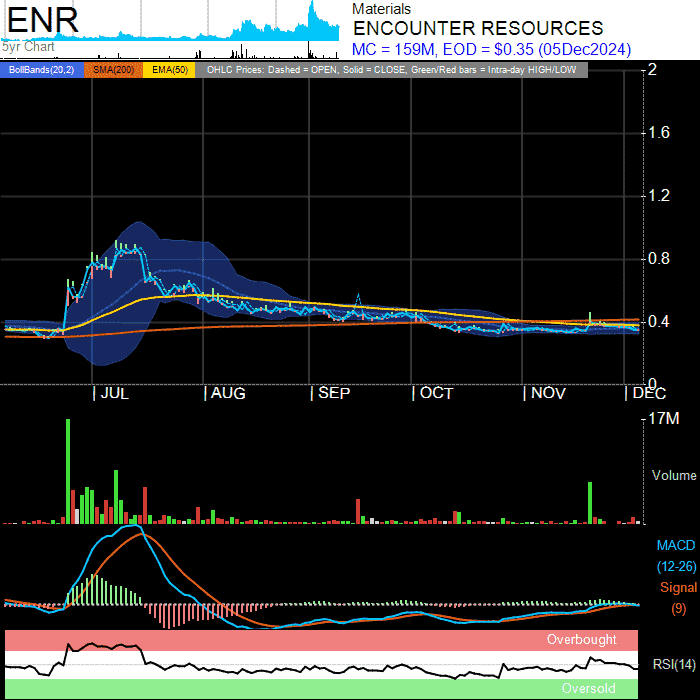 ENR
5yr Chart
Materials
ENCOUNTER RESOURCES
MC = 159M, EOD = $0.35 (05Dec2024)
BollBands(20,2) SMA(200) EMA(50) OHLC Prices: Dashed = OPEN, Solid = CLOSE, Green/Red bars = Intra-day HIGH/LOW
2
1.6
1.2
0.8
0.4
0
JUL AUG SEP OCT NOV DEC
17M
Volume
MACD
(12-26)
Signal
(9)
Overbought
RSI(14)
Oversold